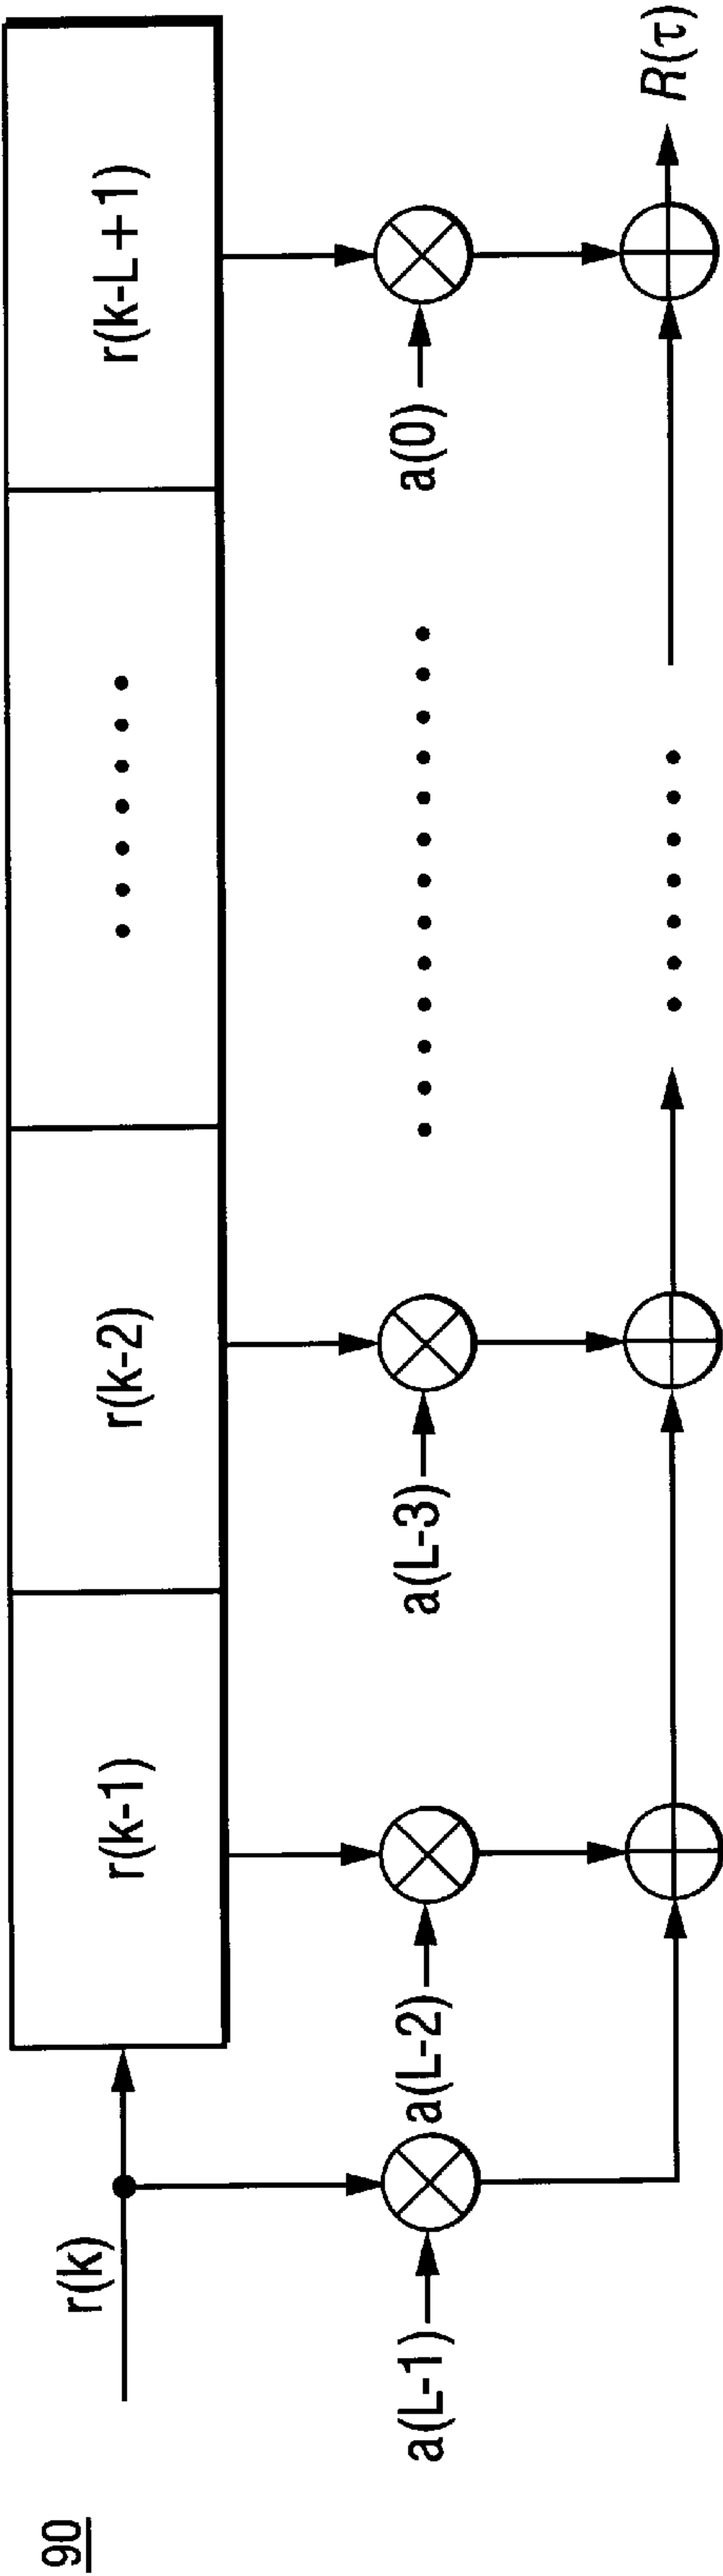 90
r(k)
r(k-1)
r(k-2)
r(k-L+1)
a(L-1)
a(L-2)
a(L-3)
a(0)
R(τ)